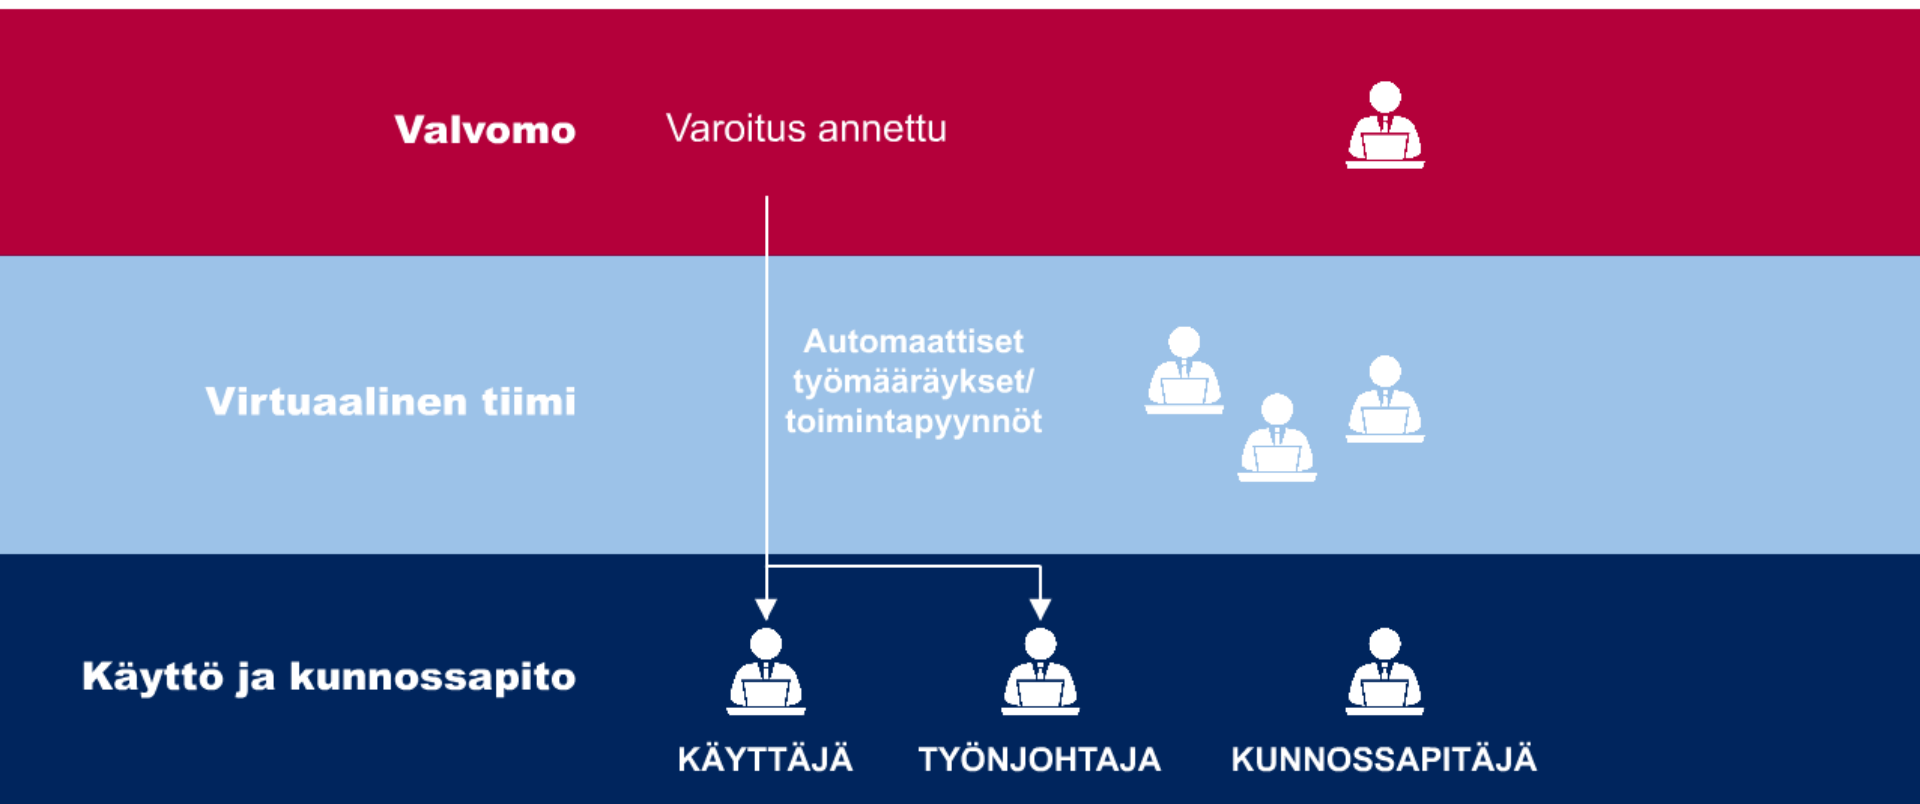 Valvomo
Varoitus annettu
Virtuaalinen tiimi
Automaattiset
työmääräykset/
toimintapyynnöt
Käyttö ja kunnossapito
KÄYTTÄJÄ
TYÖNJOHTAJA
KUNNOSSAPITÄJÄ